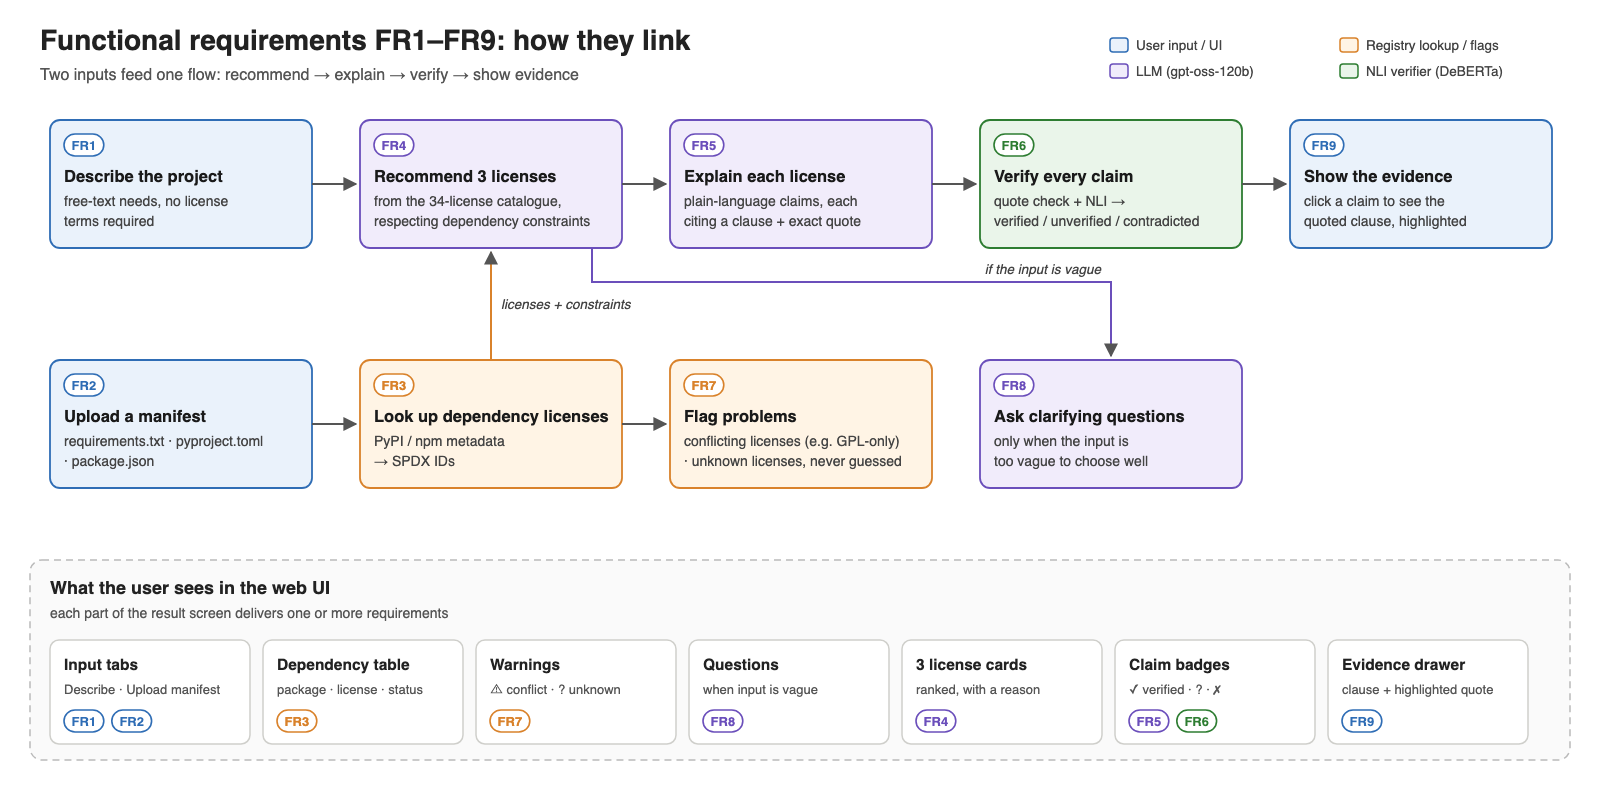 Functional requirements FR1–FR9: how they link
Two inputs feed one flow: recommend → explain → verify → show evidence
User input / UI
Registry lookup / flags
LLM (gpt-oss-120b)
NLI verifier (DeBERTa)
FR1
Describe the project
free-text needs, no license
terms required
FR4
Recommend 3 licenses
from the 34-license catalogue,
respecting dependency constraints
FR5
Explain each license
plain-language claims, each
citing a clause + exact quote
FR6
Verify every claim
quote check + NLI →
verified / unverified / contradicted
FR9
Show the evidence
click a claim to see the
quoted clause, highlighted
if the input is vague
licenses + constraints
FR2
Upload a manifest
requirements.txt · pyproject.toml
· package.json
FR3
Look up dependency licenses
PyPI / npm metadata
→ SPDX IDs
FR7
Flag problems
conflicting licenses (e.g. GPL-only)
· unknown licenses, never guessed
FR8
Ask clarifying questions
only when the input is
too vague to choose well
What the user sees in the web UI
each part of the result screen delivers one or more requirements
Input tabs
Describe · Upload manifest
FR1 FR2
Dependency table
package · license · status
FR3
Warnings
⚠ conflict · ? unknown
FR7
Questions
when input is vague
FR8
3 license cards
ranked, with a reason
FR4
Claim badges
✓ verified · ? · ✗
FR5 FR6
Evidence drawer
clause + highlighted quote
FR9